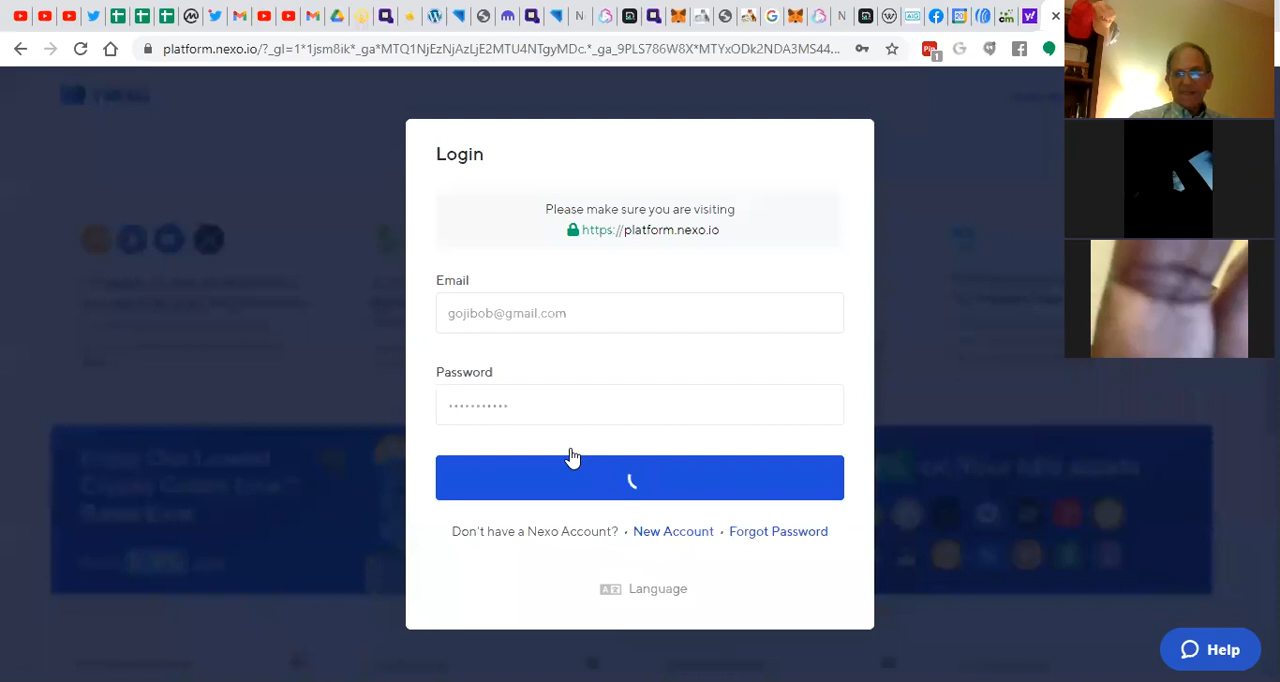 platform.nexo.io/?_gl=1*1jsm8ik*_ga*MTQ1NjEzNjAzLjE2MTU4NTgyMDc.*_ga_9PLS786W8X*MTYxODk2NDA3MS44...
Login
Please make sure you are visiting
https://platform.nexo.io
Email
gojibob@gmail.com
Password
•••••••••••
Don't have a Nexo Account? • New Account • Forgot Password
Language
Help